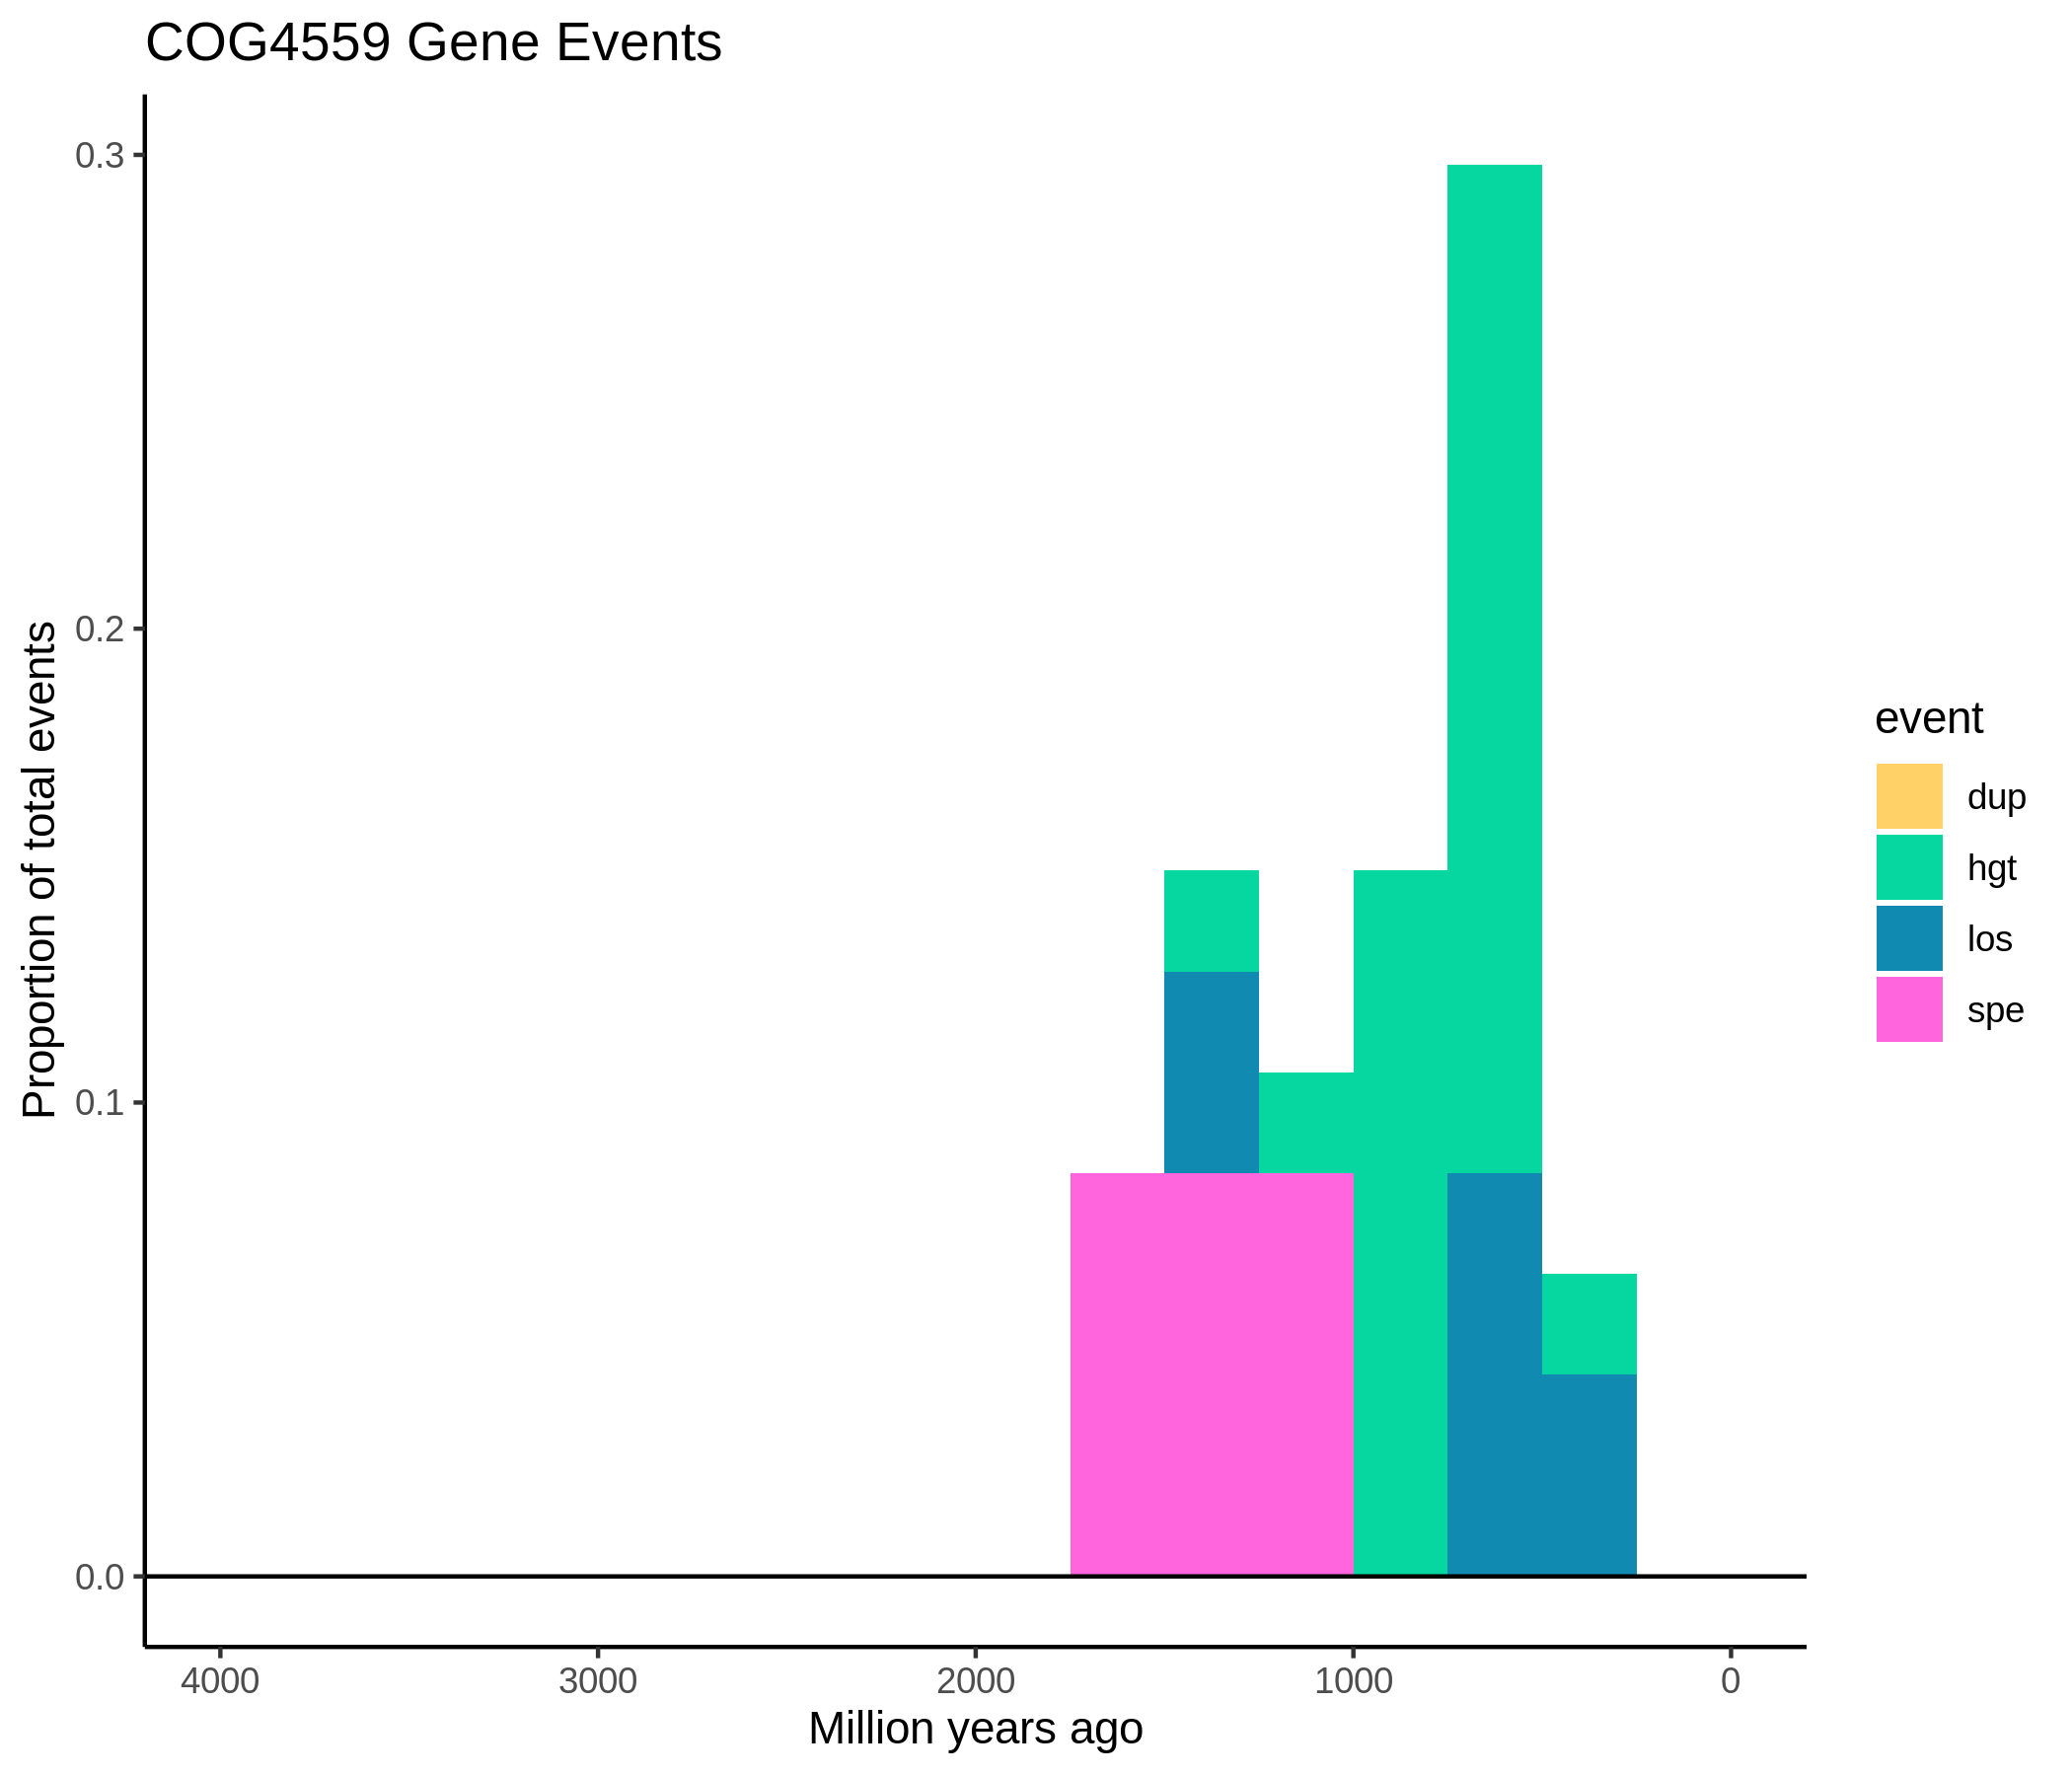 COG4559 Gene Events
Proportion of total events
0.3
0.2
0.1
0.0
4000 3000 2000 1000 0
Million years ago
event
dup
hgt
los
spe